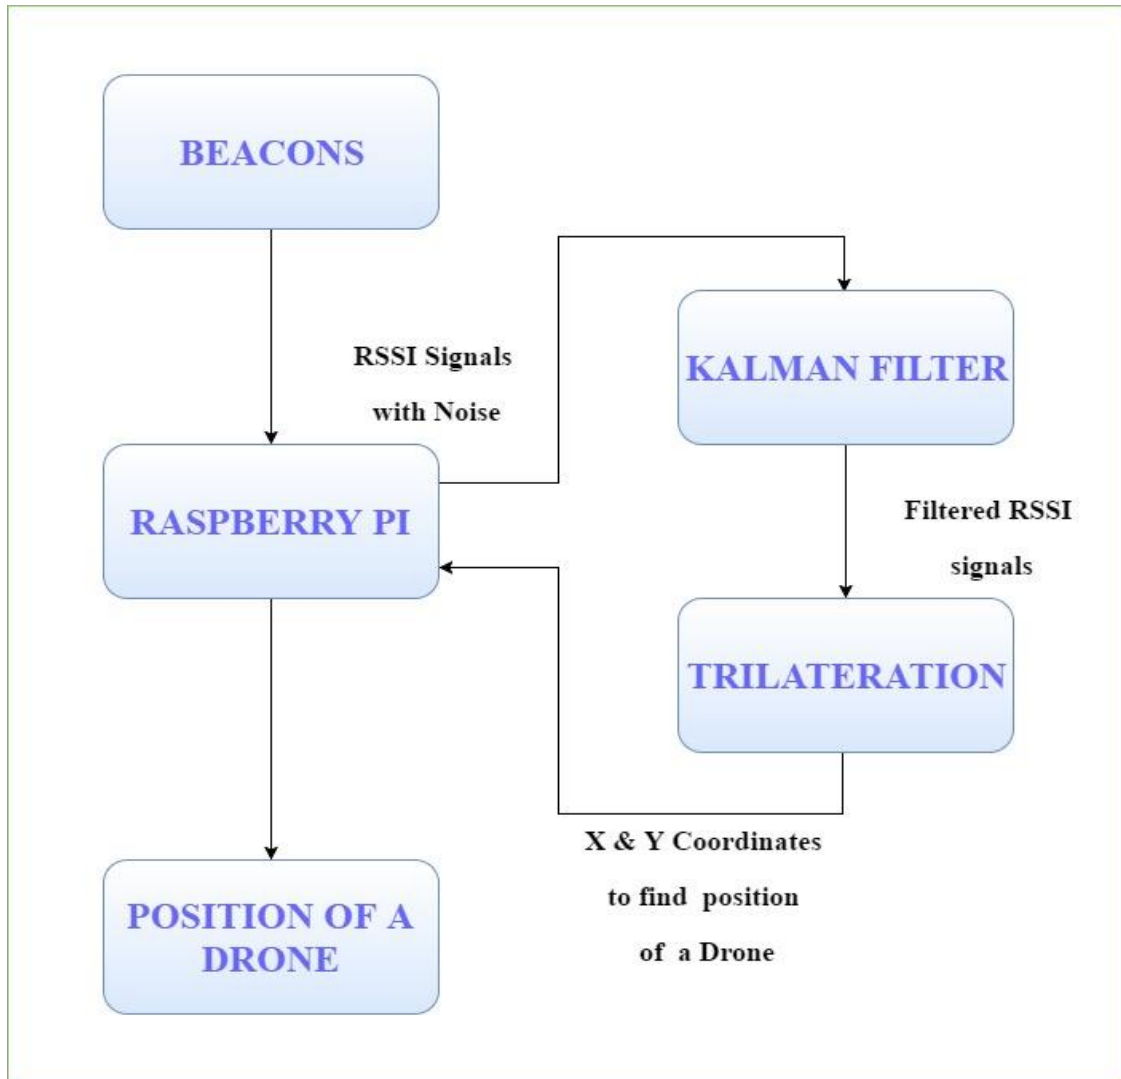 BEACONS
RSSI Signals
with Noise
KALMAN FILTER
RASPBERRY PI
Filtered RSSI
signals
TRILATERATION
X & Y Coordinates
to find position
of a Drone
POSITION OF A
DRONE